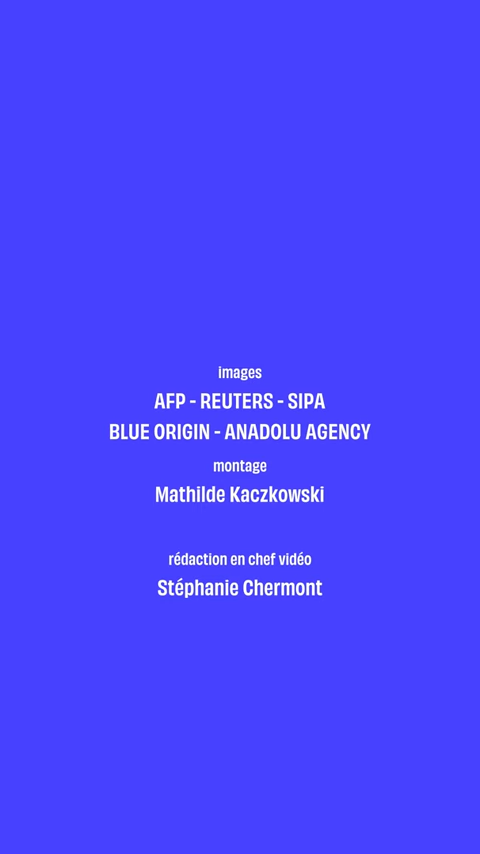 images
AFP - REUTERS - SIPA
BLUE ORIGIN - ANADOLU AGENCY
montage
Mathilde Kaczkowski
rédaction en chef vidéo
Stéphanie Chermont